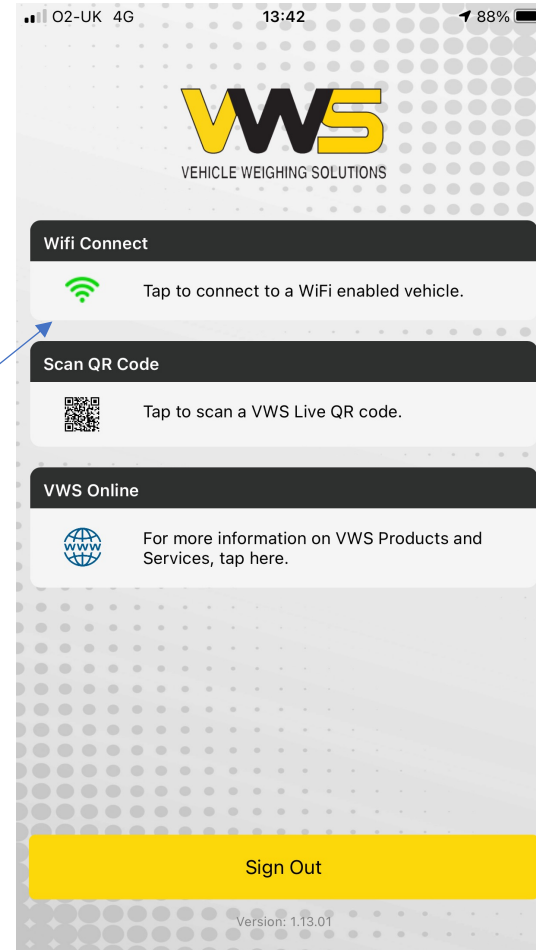 O2-UK 4G 13:42 88%
VWS
VEHICLE WEIGHING SOLUTIONS
Wifi Connect
Tap to connect to a WiFi enabled vehicle.
Scan QR Code
Tap to scan a VWS Live QR code.
VWS Online
www
For more information on VWS Products and
Services, tap here.
Sign Out
Version: 1.13.01